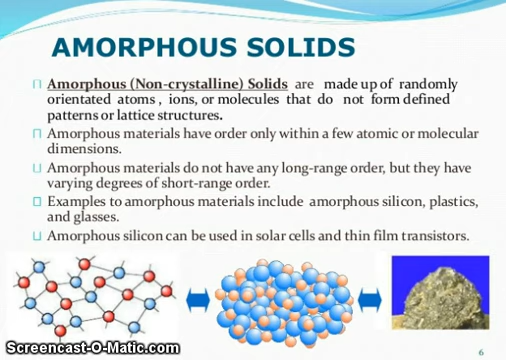 AMORPHOUS SOLIDS
Amorphous (Non-crystalline) Solids are made up of randomly
orientated atoms , ions, or molecules that do not form defined
patterns or lattice structures.
Amorphous materials have order only within a few atomic or molecular
dimensions.
Amorphous materials do not have any long-range order, but they have
varying degrees of short-range order.
Examples to amorphous materials include amorphous silicon, plastics,
and glasses.
Amorphous silicon can be used in solar cells and thin film transistors.
Screencast-O-Matic.com
6